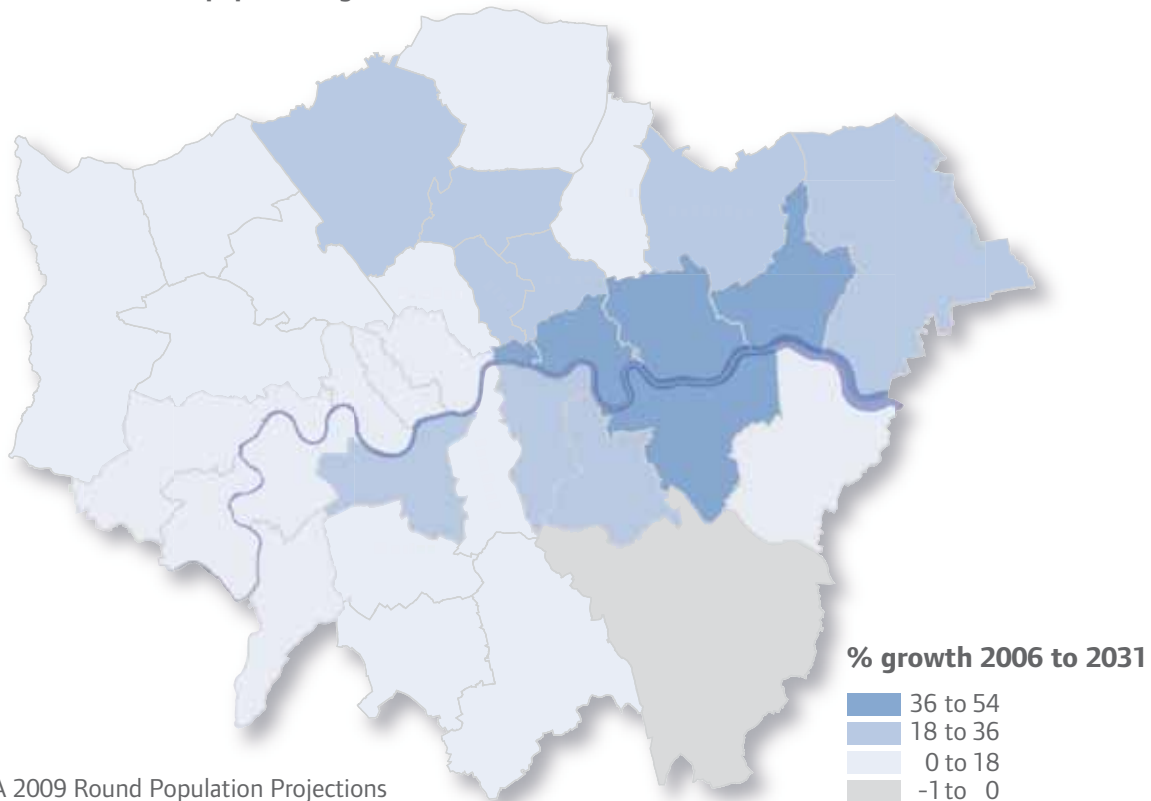 % growth 2006 to 2031
36 to 54
18 to 36
0 to 18
-1 to 0
A 2009 Round Population Projections